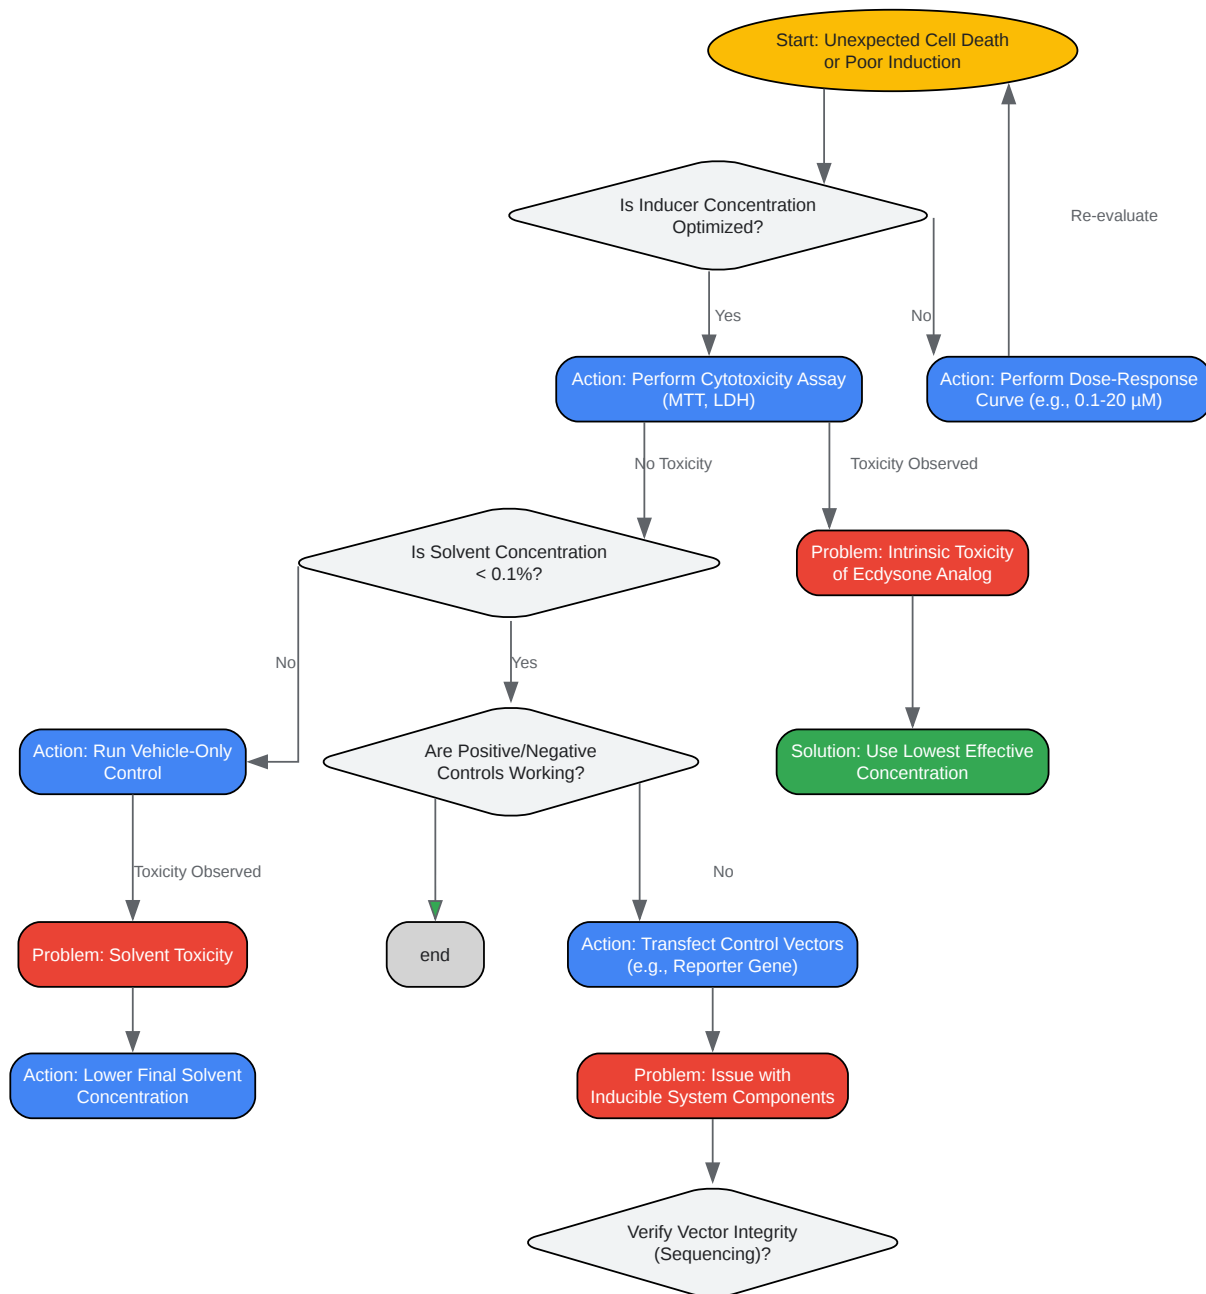 Start: Unexpected Cell Death
or Poor Induction
Is Inducer Concentration
Optimized?
Re-evaluate
Yes
No
Action: Perform Cytotoxicity Assay
(MTT, LDH)
Action: Perform Dose-Response
Curve (e.g., 0.1-20 µM)
No Toxicity
Toxicity Observed
Is Solvent Concentration
< 0.1%?
Problem: Intrinsic Toxicity
of Ecdysone Analog
No
Yes
Action: Run Vehicle-Only
Control
Are Positive/Negative
Controls Working?
Solution: Use Lowest Effective
Concentration
Toxicity Observed
No
Problem: Solvent Toxicity
end
Action: Transfect Control Vectors
(e.g., Reporter Gene)
Action: Lower Final Solvent
Concentration
Problem: Issue with
Inducible System Components
Verify Vector Integrity
(Sequencing)?